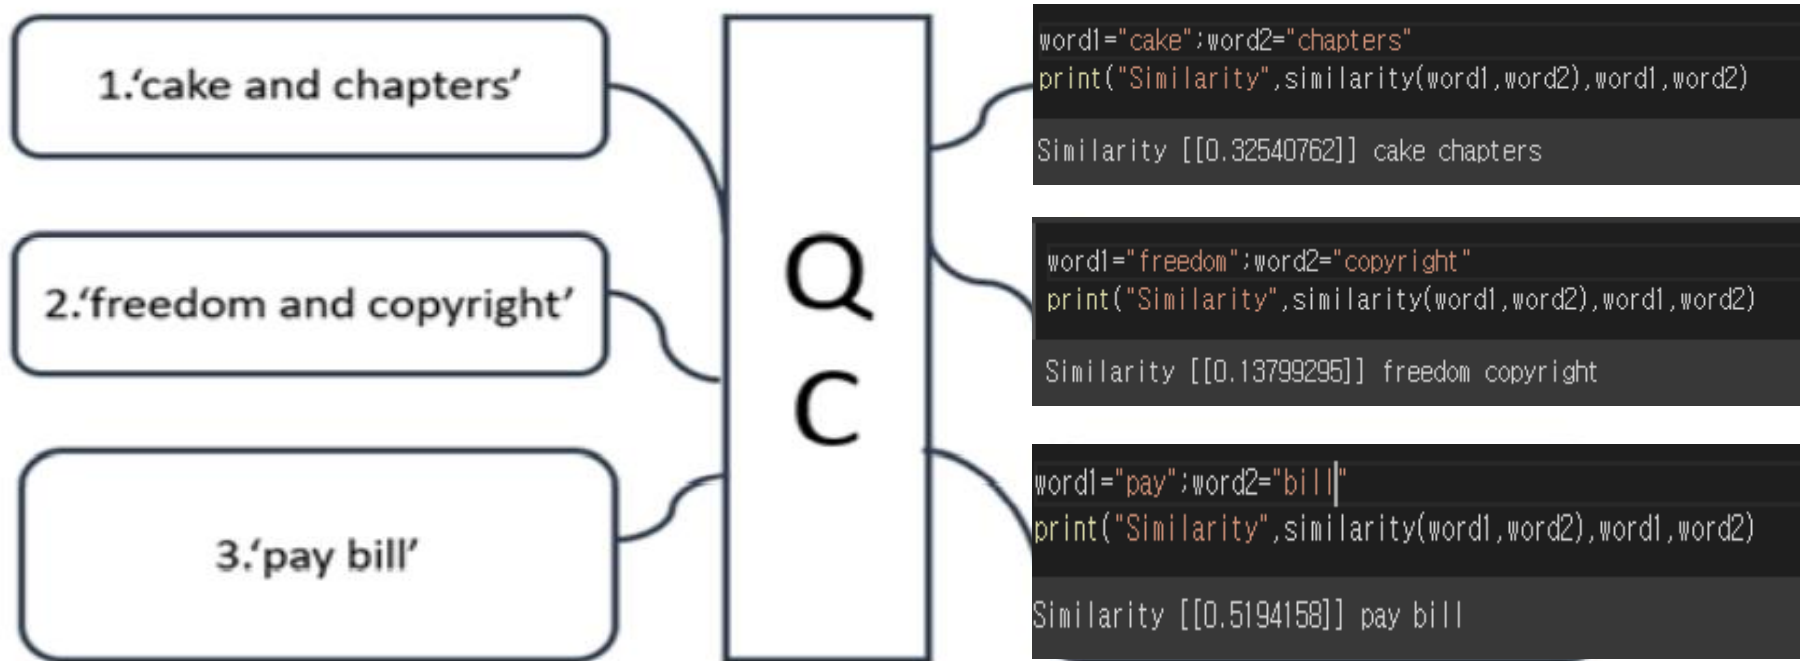 1.‘cake and chapters’
2.‘freedom and copyright’
3.‘pay bill’
Q
C
word1="cake";word2="chapters"
print("Similarity",similarity(word1,word2),word1,word2)
Similarity [[0.32540762]] cake chapters
word1="freedom";word2="copyright"
print("Similarity",similarity(word1,word2),word1,word2)
Similarity [[0.13799295]] freedom copyright
word1="pay";word2="bill"
print("Similarity",similarity(word1,word2),word1,word2)
Similarity [[0.5194158]] pay bill